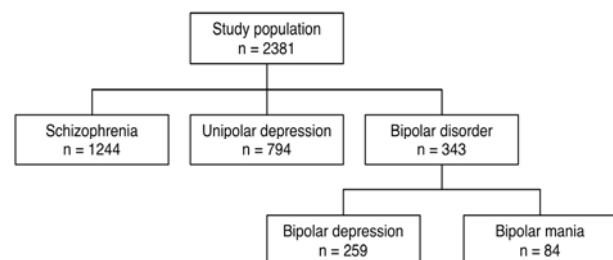 Study population
n = 2381
Schizophrenia
n = 1244
Unipolar depression
n = 794
Bipolar disorder
n = 343
Bipolar depression
n = 259
Bipolar mania
n = 84